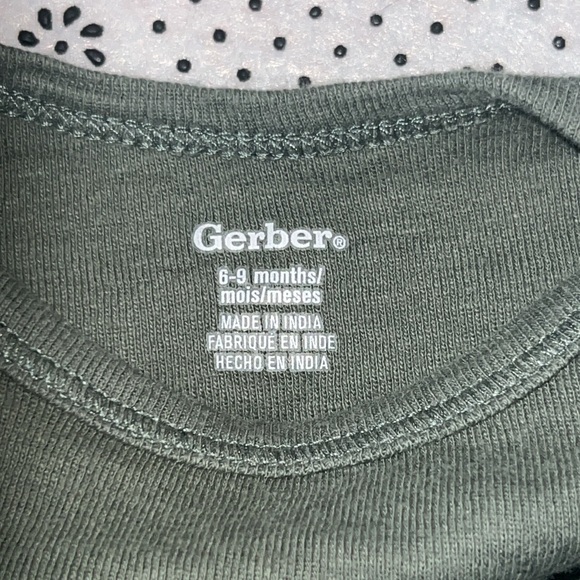 Gerber®
6-9 months/
mois/meses
MADE IN INDIA
FABRIQUÉ EN INDE
HECHO EN INDIA